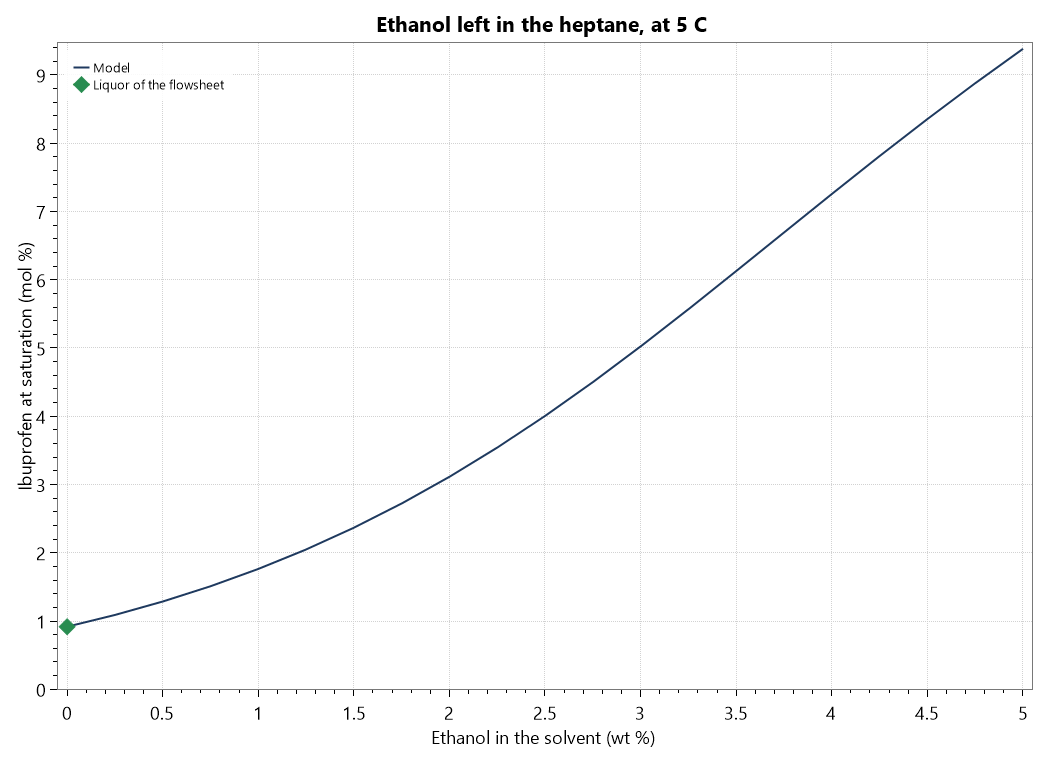 Ethanol left in the heptane, at 5 C
Model
Liquor of the flowsheet
Ibuprofen at saturation (mol %)
9
8
7
6
5
4
3
2
1
0
0 0.5 1 1.5 2 2.5 3 3.5 4 4.5 5
Ethanol in the solvent (wt %)